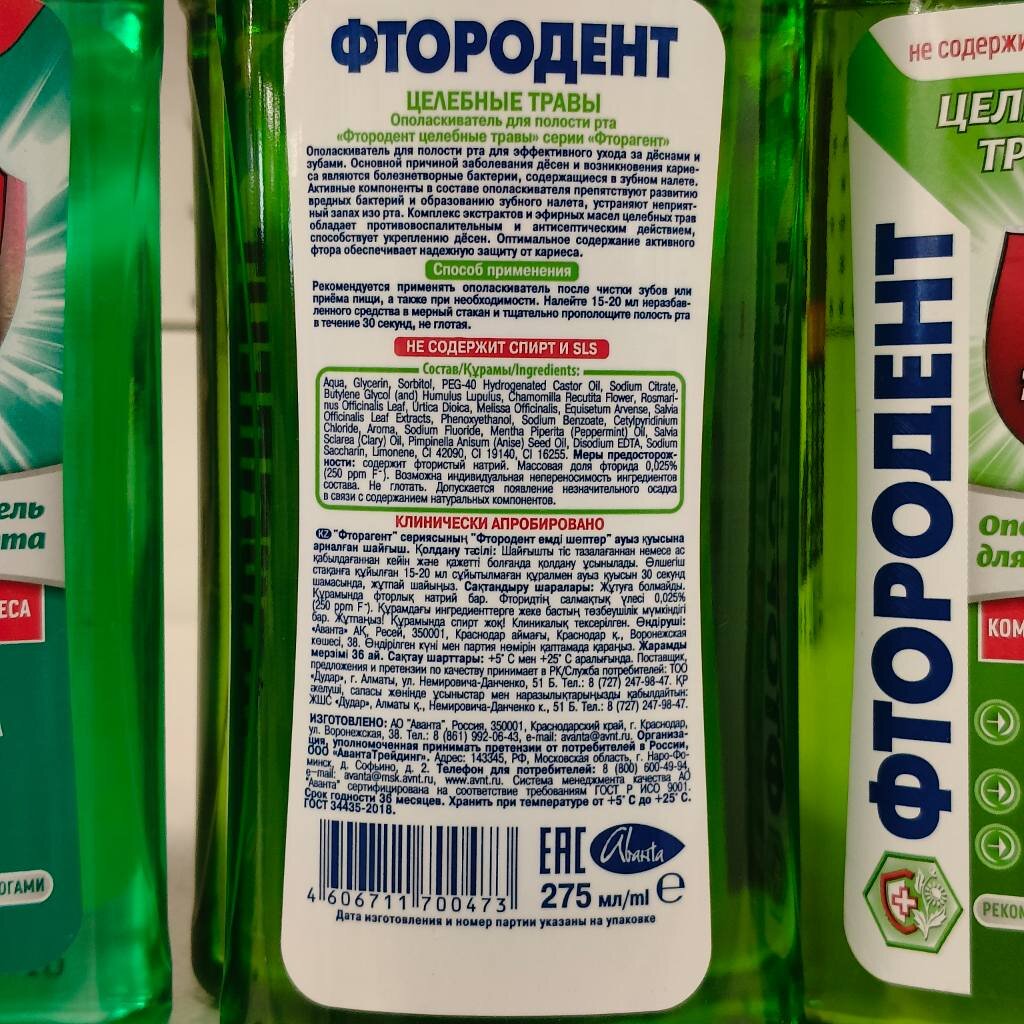 ФТОРОДЕНТ
ЦЕЛЕБНЫЕ ТРАВЫ
Ополаскиватель для полости рта
«Фтородент целебные травы» серии «Фторагент»
Ополаскиватель для полости рта для эффективного ухода за дёснами и
зубами. Основной причиной заболевания дёсен и возникновения карие-
са являются болезнетворные бактерии, содержащиеся в зубном налете.
Активные компоненты в составе ополаскивателя препятствуют развитию
вредных бактерий и образованию зубного налета, устраняют неприят-
ный запах изо рта. Комплекс экстрактов и эфирных масел целебных трав
обладает противовоспалительным и антисептическим действием,
способствует укреплению дёсен. Оптимальное содержание активного
фтора обеспечивает надежную защиту от кариеса.
Способ применения
Рекомендуется применять ополаскиватель после чистки зубов или
приёма пищи, а также при необходимости. Налейте 15-20 мл неразбав-
ленного средства в мерный стакан и тщательно прополощите полость рта
в течение 30 секунд, не глотая.
НЕ СОДЕРЖИТ СПИРТ И SLS
Состав/Құрамы/Ingredients:
Aqua, Glycerin, Sorbitol, PEG-40 Hydrogenated Castor Oil, Sodium Citrate,
Butylene Glycol (and) Humulus Lupulus, Chamomilla Recutita Flower, Rosmari-
nus Officinalis Leaf, Urtica Dioica, Melissa Officinalis, Equisetum Arvense, Salvia
Officinalis Leaf Extracts, Phenoxyethanol, Sodium Benzoate, Cetylpyridinium
Chloride, Aroma, Sodium Fluoride, Mentha Piperita (Peppermint) Oil, Salvia
Sclarea (Clary) Oil, Pimpinella Anisum (Anise) Seed Oil, Disodium EDTA, Sodium
Saccharin, Limonene, CI 42090, CI 19140, CI 16255. Меры предосторож-
ности: содержит фтористый натрий. Массовая доля фторида 0,025%
(250 ppm F⁻). Возможна индивидуальная непереносимость ингредиентов
состава. Не глотать. Допускается появление незначительного осадка
в связи с содержанием натуральных компонентов.
КЛИНИЧЕСКИ АПРОБИРОВАНО
KZ "Фторагент" сериясының "Фтородент емді шөптер" ауыз қуысына
арналған шайғыш. Қолдану тәсілі: Шайғышты тіс тазалағаннан немесе ас
қабылдағаннан кейін және қажетті болғанда қолдану ұсынылады. Өлшегіш
стақанға құйылған 15-20 мл сұйытылмаған құралмен ауыз қуысын 30 секунд
шамасында, жұтпай шайыңыз. Сақтандыру шаралары: Жұтуға болмайды.
Құрамында фторлық натрий бар. Фторидтің салмақтық үлесі 0,025%
(250 ppm F⁻). Құрамдағы ингредиенттерге жеке бастың төзбеушілік мүмкіндігі
бар. Жұтпаңыз! Құрамында спирт жоқ! Клиникалық тексерілген. Өндіруші:
«Аванта» АҚ, Ресей, 350001, Краснодар аймағы, Краснодар қ., Воронежская
көшесі, 38. Өндірілген күні мен партия нөмірін қаптамада қараңыз. Жарамды
мерзімі 36 ай. Сақтау шарттары: +5° С мен +25° С аралығында. Поставщик,
предложения и претензии по качеству принимает в РК/Служба потребителей: ТОО
«Дудар», г. Алматы, ул. Немировича-Данченко, 51 Б. Тел.: 8 (727) 247-98-47. ҚР
әкелуші, сапасы жөнінде ұсыныстар мен наразылықтарыңызды қабылдайтын:
ЖШС «Дудар», Алматы қ., Немировича-Данченко к., 51 Б. Тел.: 8 (727) 247-98-47.
ИЗГОТОВЛЕНО: АО "Аванта", Россия, 350001, Краснодарский край, г. Краснодар,
ул. Воронежская, 38. Тел.: 8 (861) 992-06-43, e-mail: avanta@avnt.ru. Организа-
ция, уполномоченная принимать претензии от потребителей в России,
ООО «АвантаТрейдинг». Адрес: 143345, РФ, Московская область, г. Наро-Фо-
минск, д. Софьино, д. 2. Телефон для потребителей: 8 (800) 600-49-94,
e-mail: avanta@msk.avnt.ru, www.avnt.ru. Система менеджмента качества АО
"Аванта" сертифицирована на соответствие требованиям ГОСТ Р ИСО 9001.
Срок годности 36 месяцев. Хранить при температуре от +5° С до +25° С.
ГОСТ 34435-2018.
4 606711 700473
EAC
Avanta
275 мл/ml e
Дата изготовления и номер партии указаны на упаковке
ЕСА
ОГАМИ
не содержи
ЦЕЛ
ТР
ФТОРОДЕНТ
Опо
для
КОМ
РЕКОМ